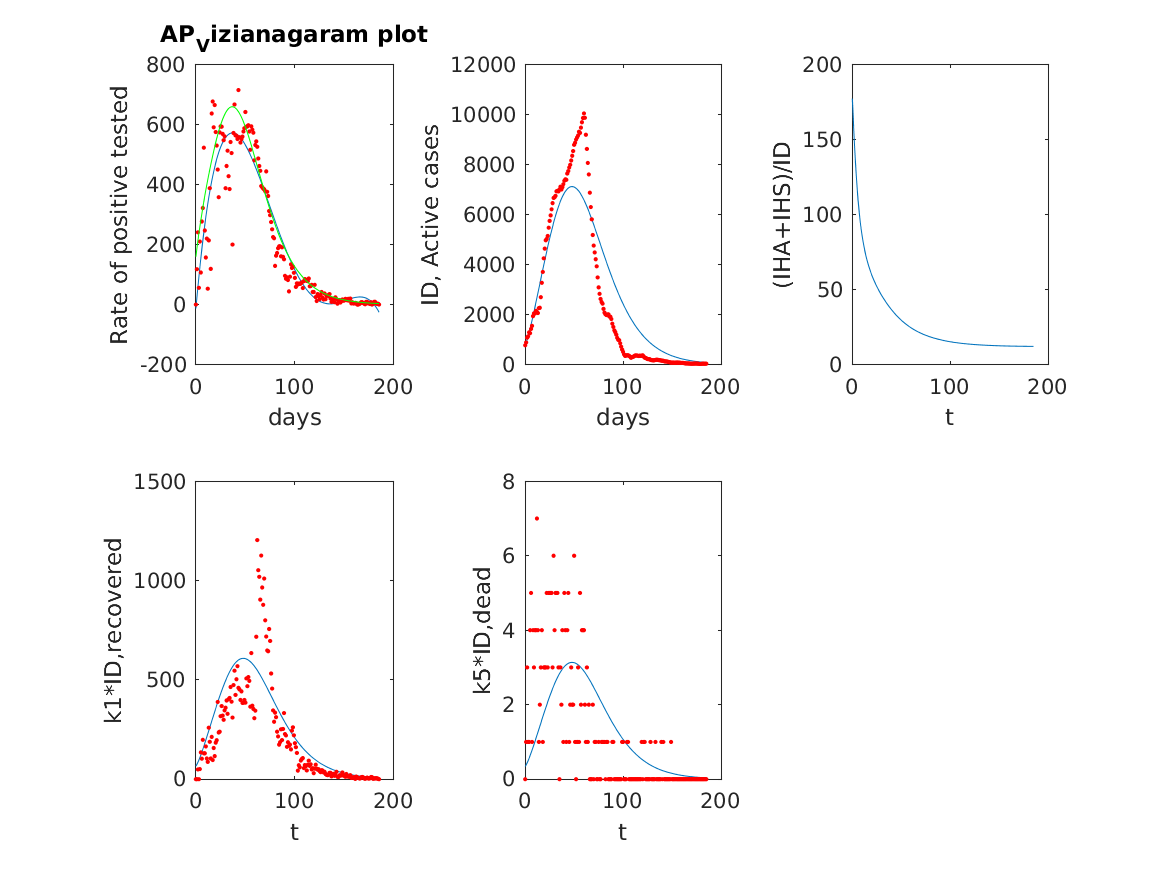 AP_Vizianagaram plot
800
600
400
200
0
-200
0 100 200
days
Rate of positive tested
12000
10000
8000
6000
4000
2000
0
0 100 200
days
ID, Active cases
200
150
100
50
0
0 100 200
t
(IHA+IHS)/ID
1500
1000
500
0
0 100 200
t
k1*ID,recovered
8
6
4
2
0
0 100 200
t
k5*ID,dead